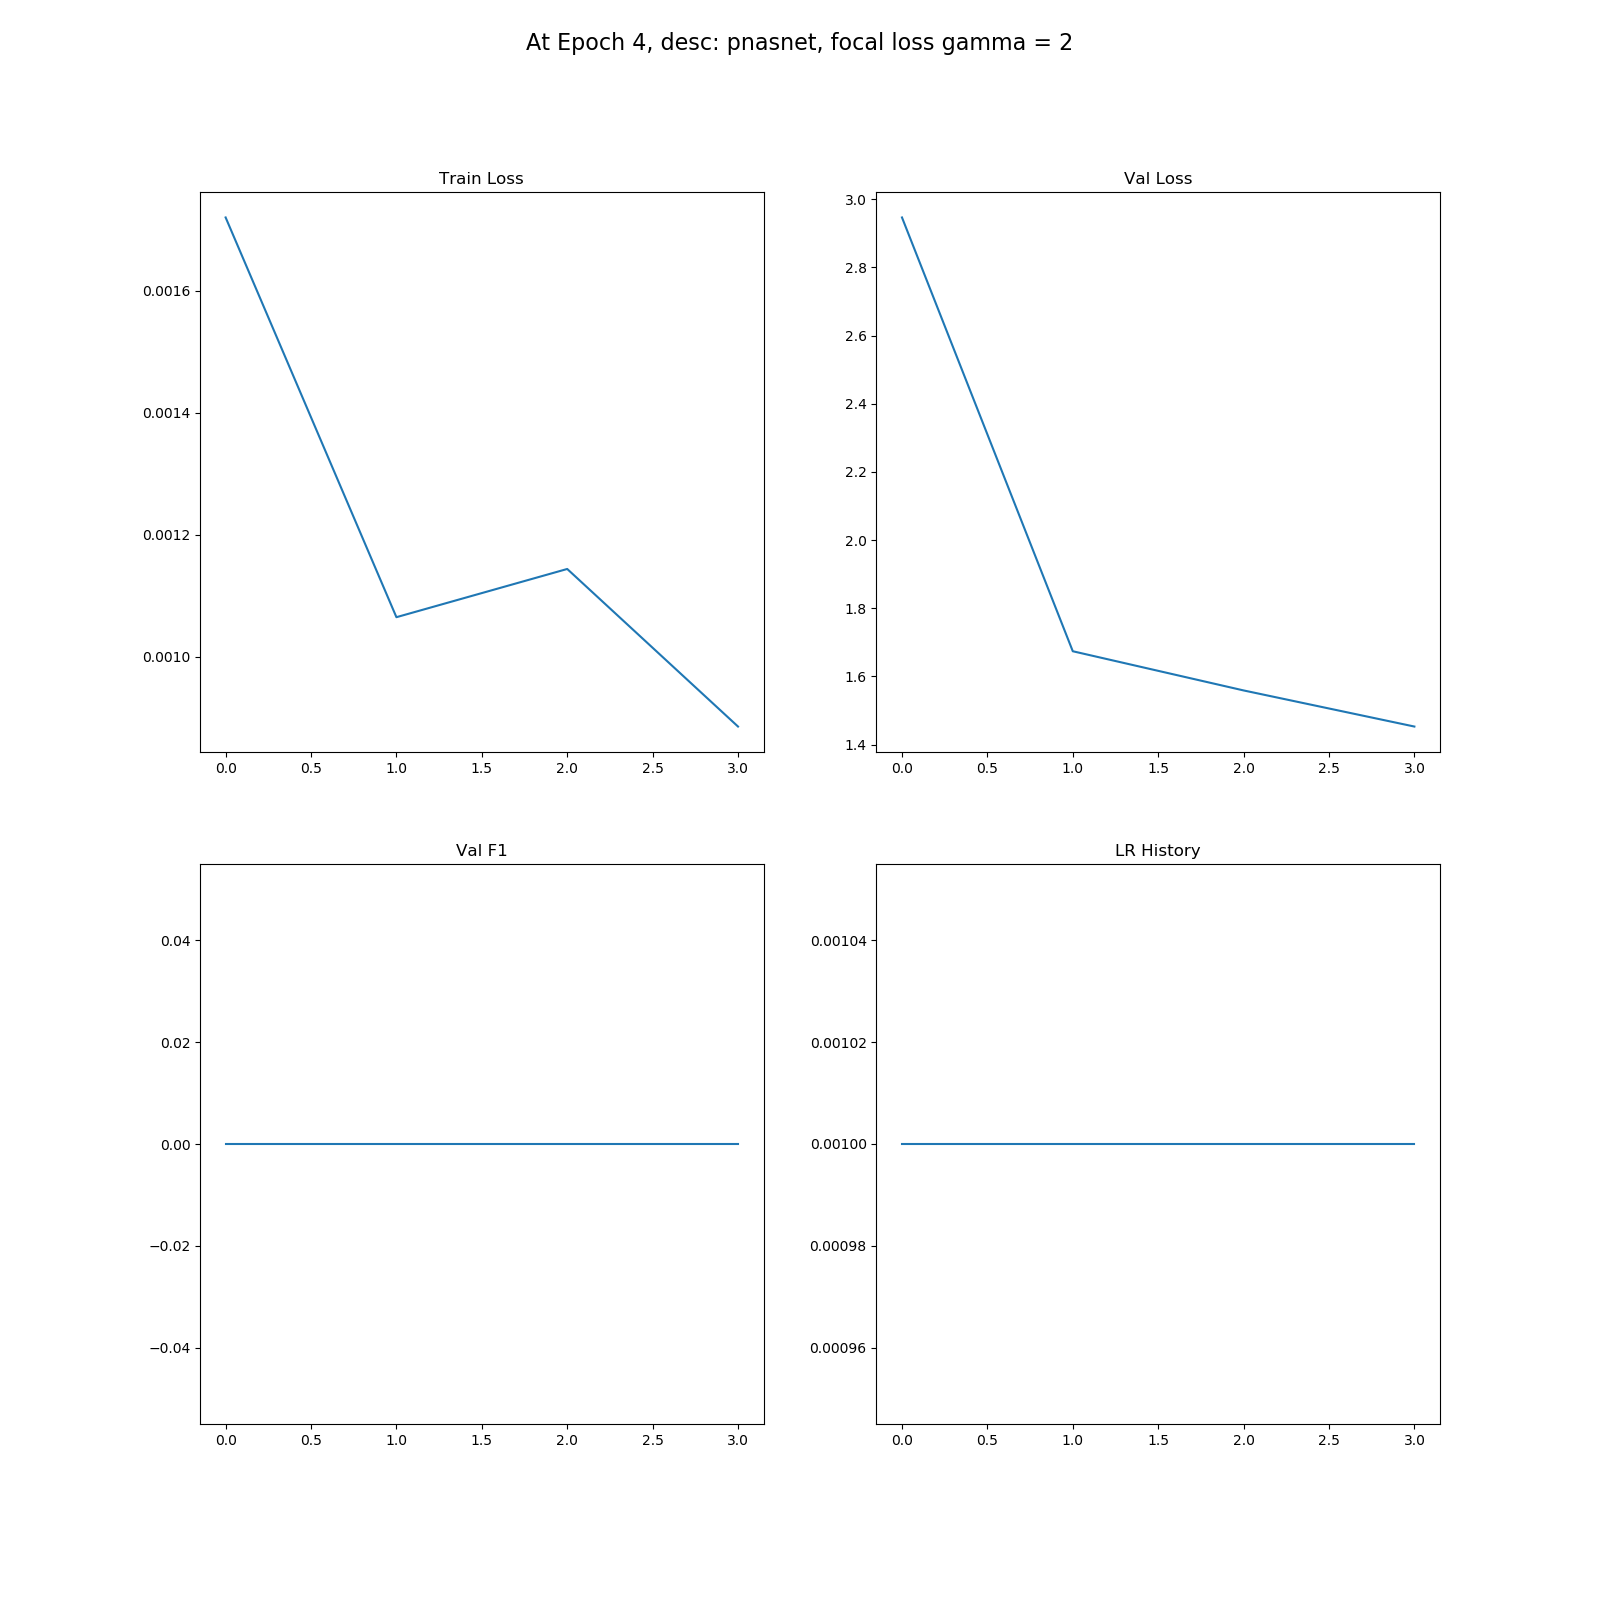 At Epoch 4, desc: pnasnet, focal loss gamma = 2
Train Loss
0.0016
0.0014
0.0012
0.0010
0.0 0.5 1.0 1.5 2.0 2.5 3.0
Val Loss
3.0
2.8
2.6
2.4
2.2
2.0
1.8
1.6
1.4
0.0 0.5 1.0 1.5 2.0 2.5 3.0
Val F1
0.04
0.02
0.00
−0.02
−0.04
0.0 0.5 1.0 1.5 2.0 2.5 3.0
LR History
0.00104
0.00102
0.00100
0.00098
0.00096
0.0 0.5 1.0 1.5 2.0 2.5 3.0